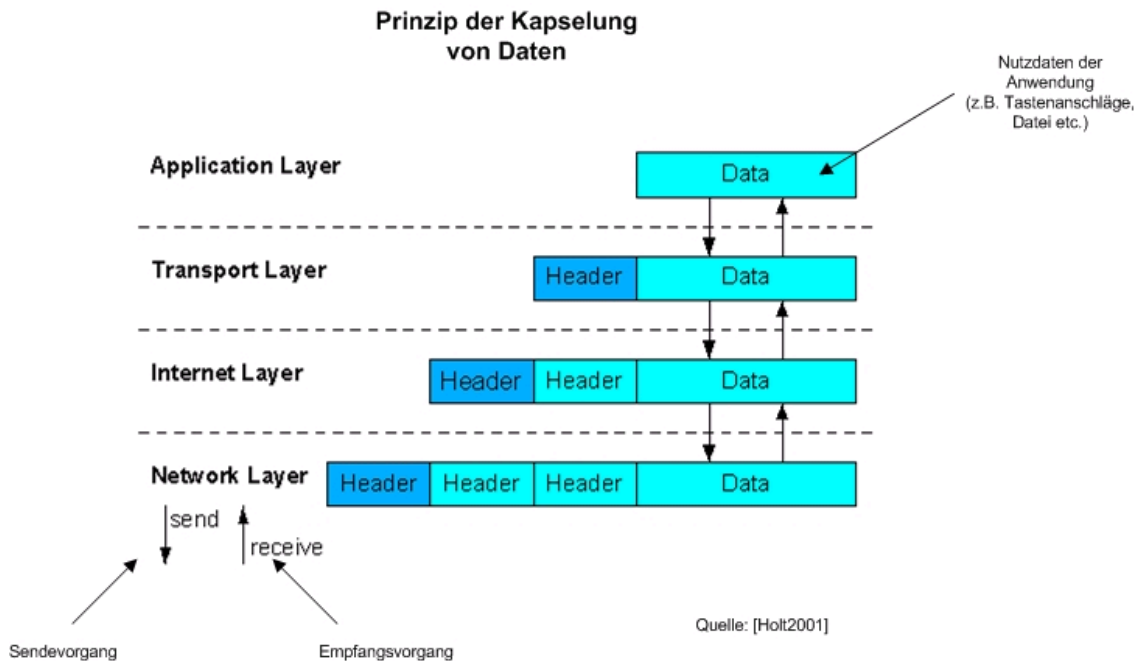 Prinzip der Kapselung
von Daten
Nutzdaten der
Anwendung
(z.B. Tastenanschläge,
Datei etc.)
Application Layer
Data
Transport Layer
Header Data
Internet Layer
Header Header Data
Network Layer
Header Header Header Data
send
receive
Quelle: [Holt2001]
Sendevorgang
Empfangsvorgang